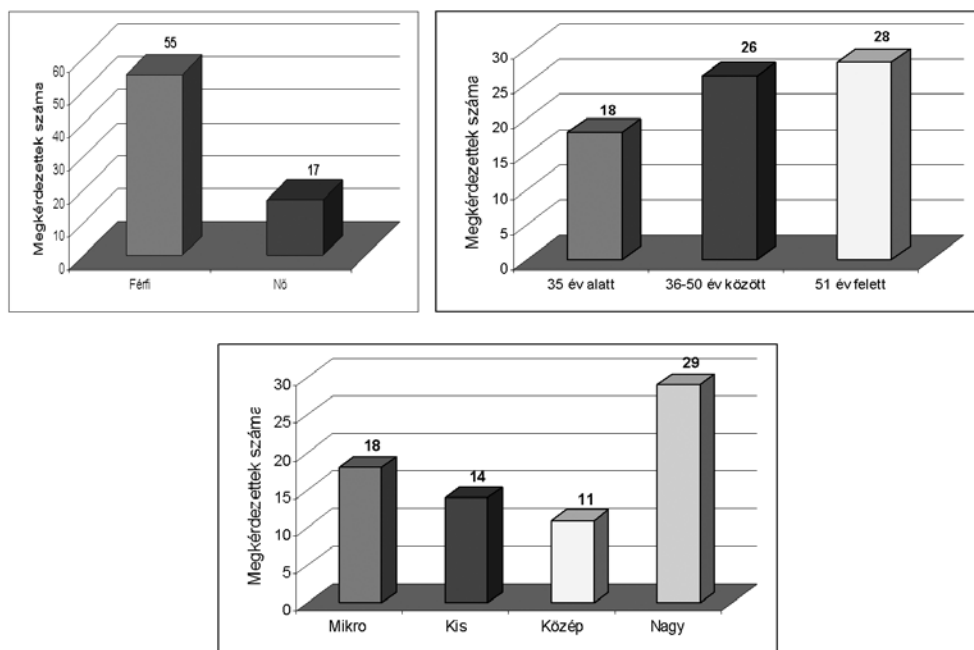 Megkérdezettek száma
60
50
40
30
20
10
0
55
17
Férfi
Nő
Megkérdezettek száma
30
25
20
15
10
5
0
18
26
28
35 év alatt
36-50 év között
51 év felett
Megkérdezettek száma
30
25
20
15
10
5
0
18
14
11
29
Mikro
Kis
Közép
Nagy